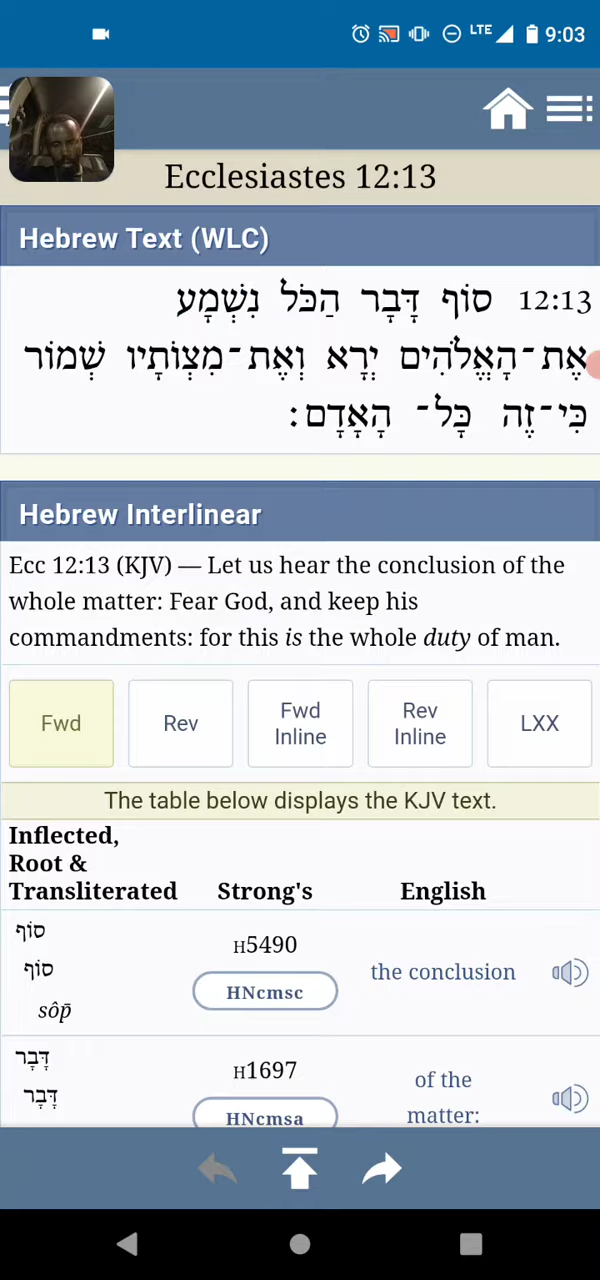 LTE 9:03
Ecclesiastes 12:13
Hebrew Text (WLC)
12:13 סוֹף דָּבָר הַכֹּל נִשְׁמָע
אֶת־הָאֱלֹהִים יְרָא וְאֶת־מִצְוֺתָיו שְׁמוֹר
כִּי־זֶה כָּל־ הָאָדָם׃
Hebrew Interlinear
Ecc 12:13 (KJV) — Let us hear the conclusion of the
whole matter: Fear God, and keep his
commandments: for this is the whole duty of man.
Fwd Rev Fwd Inline Rev Inline LXX
The table below displays the KJV text.
Inflected,
Root &
Transliterated Strong's English
סוֹף
סוֹף
sôp̄
H5490
HNcmsc
the conclusion
דָּבָר
דָּבָר
H1697
HNcmsa
of the
matter: